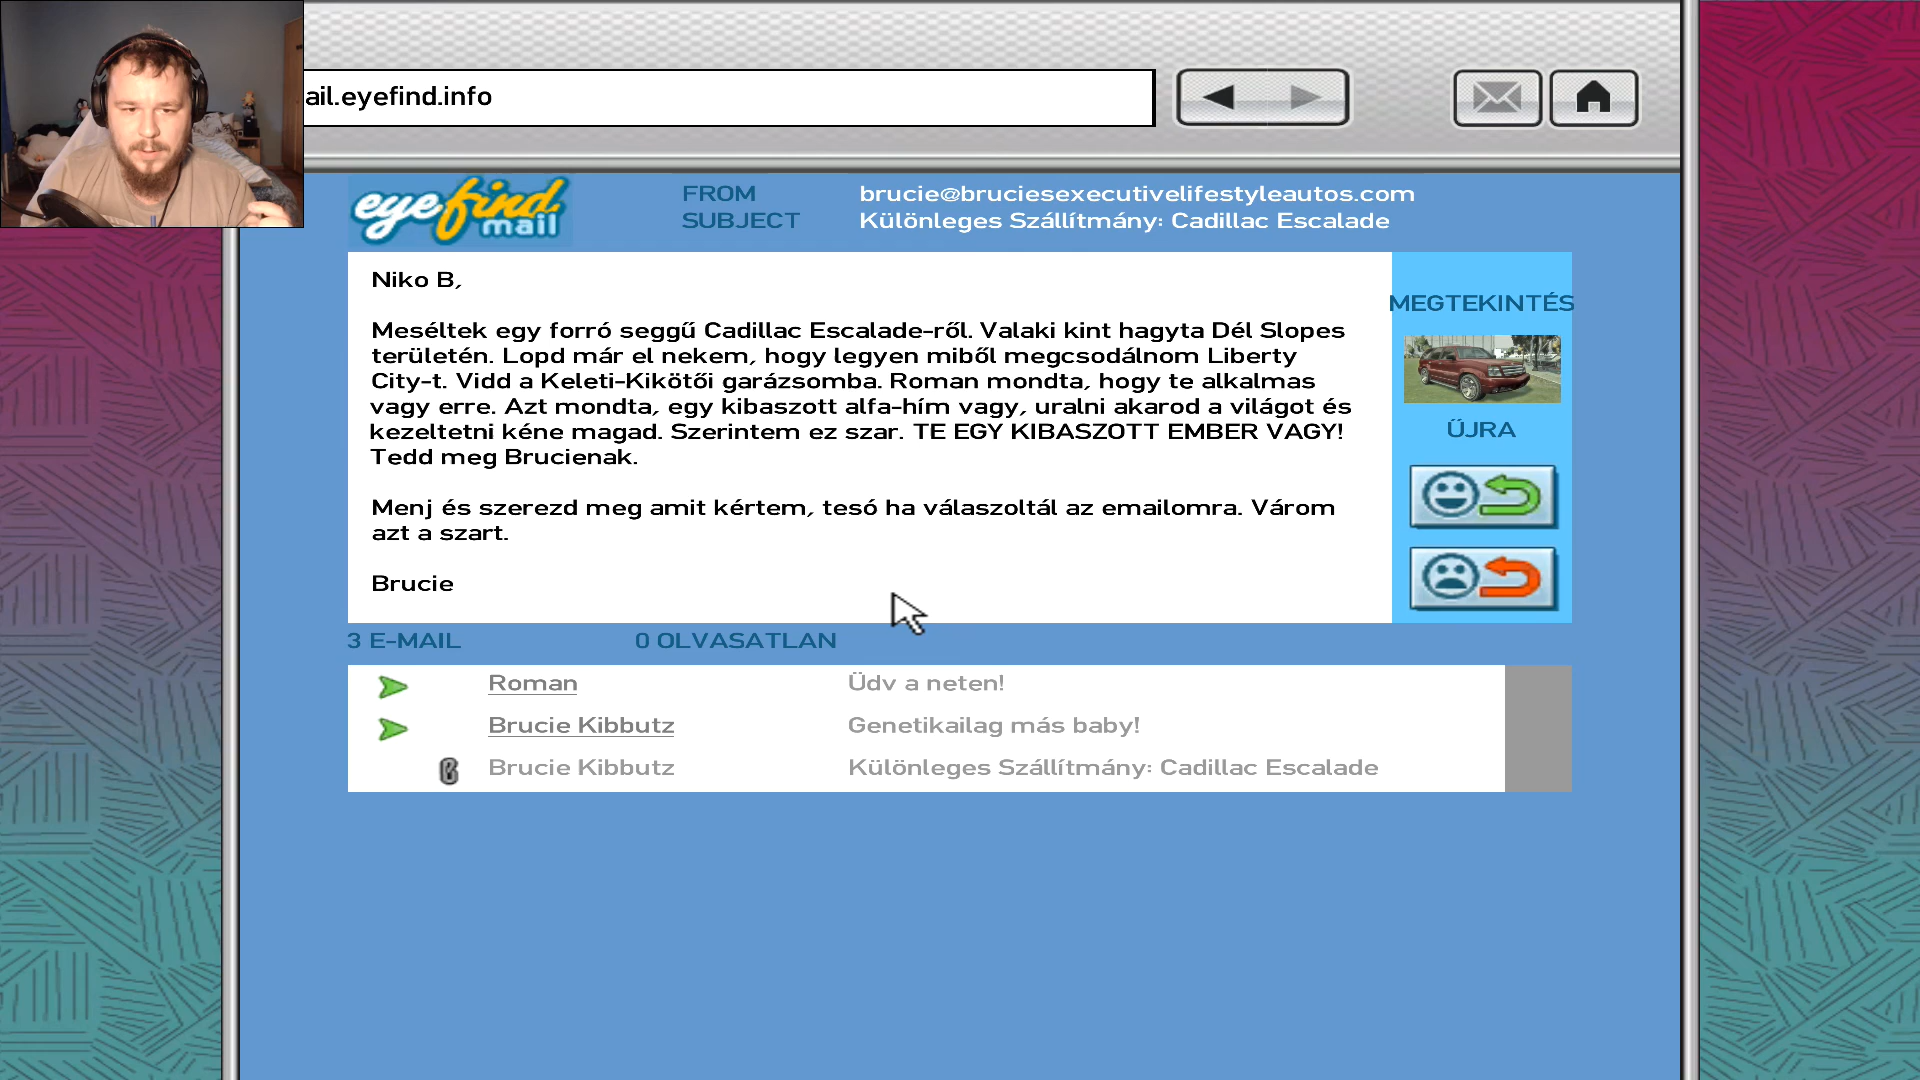 ail.eyefind.info
eyefind mail
FROM brucie@bruciesexecutivelifestyleautos.com
SUBJECT Különleges Szállítmány: Cadillac Escalade
Niko B,
Meséltek egy forró seggű Cadillac Escalade-ről. Valaki kint hagyta Dél Slopes
területén. Lopd már el nekem, hogy legyen miből megcsodálnom Liberty
City-t. Vidd a Keleti-Kikötői garázsomba. Roman mondta, hogy te alkalmas
vagy erre. Azt mondta, egy kibaszott alfa-hím vagy, uralni akarod a világot és
kezeltetni kéne magad. Szerintem ez szar. TE EGY KIBASZOTT EMBER VAGY!
Tedd meg Brucienak.
Menj és szerezd meg amit kértem, tesó ha válaszoltál az emailomra. Várom
azt a szart.
Brucie
MEGTEKINTÉS
ÚJRA
3 E-MAIL 0 OLVASATLAN
Roman Üdv a neten!
Brucie Kibbutz Genetikailag más baby!
Brucie Kibbutz Különleges Szállítmány: Cadillac Escalade